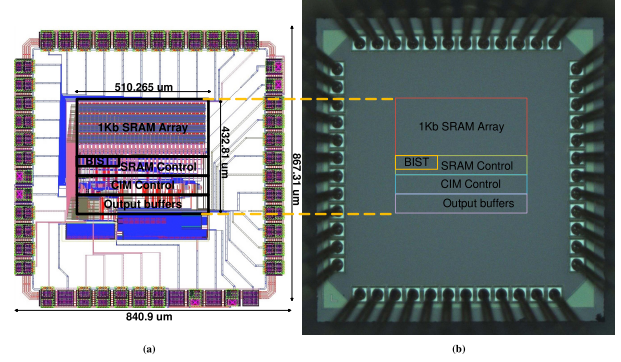 510.265 um
1Kb SRAM Array
432.81 um
867.31 um
BIST
SRAM Control
CIM Control
Output buffers
840.9 um
(a)
1Kb SRAM Array
BIST
SRAM Control
CIM Control
Output buffers
(b)